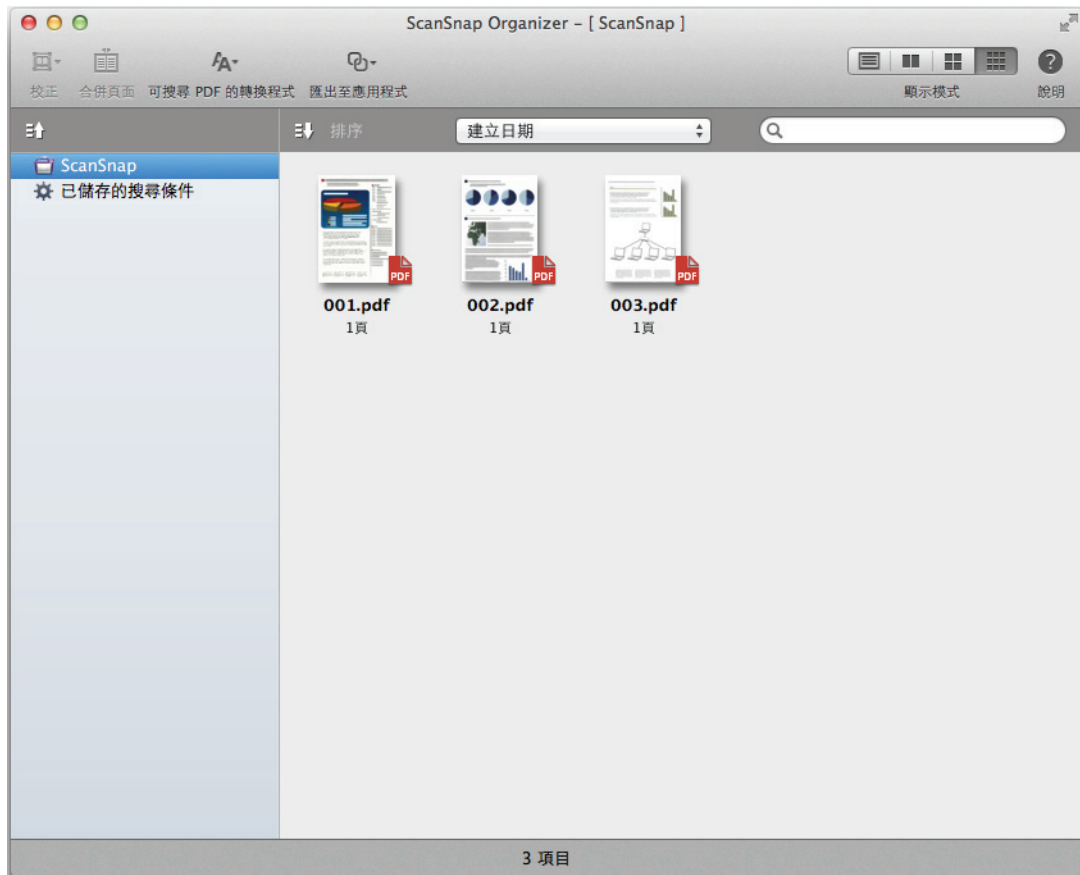 ScanSnap Organizer – [ ScanSnap ]
校正 合併頁面 可搜尋 PDF 的轉換程式 匯出至應用程式 顯示模式 說明
排序 建立日期
ScanSnap
已儲存的搜尋條件
PDF PDF PDF
001.pdf 002.pdf 003.pdf
1頁 1頁 1頁
3 項目